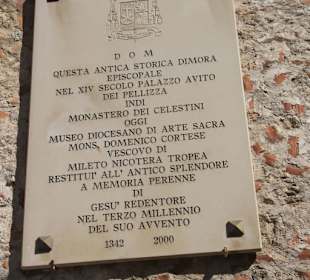 D O M
QUESTA ANTICA STORICA DIMORA
EPISCOPALE
NEL XIV SECOLO PALAZZO AVITO
DEI PELLIZZA
INDI
MONASTERO DEI CELESTINI
OGGI
MUSEO DIOCESANO DI ARTE SACRA
MONS. DOMENICO CORTESE
VESCOVO DI
MILETO NICOTERA TROPEA
RESTITUI' ALL' ANTICO SPLENDORE
A MEMORIA PERENNE
DI
GESU' REDENTORE
NEL TERZO MILLENNIO
DEL SUO AVVENTO
1342 2000